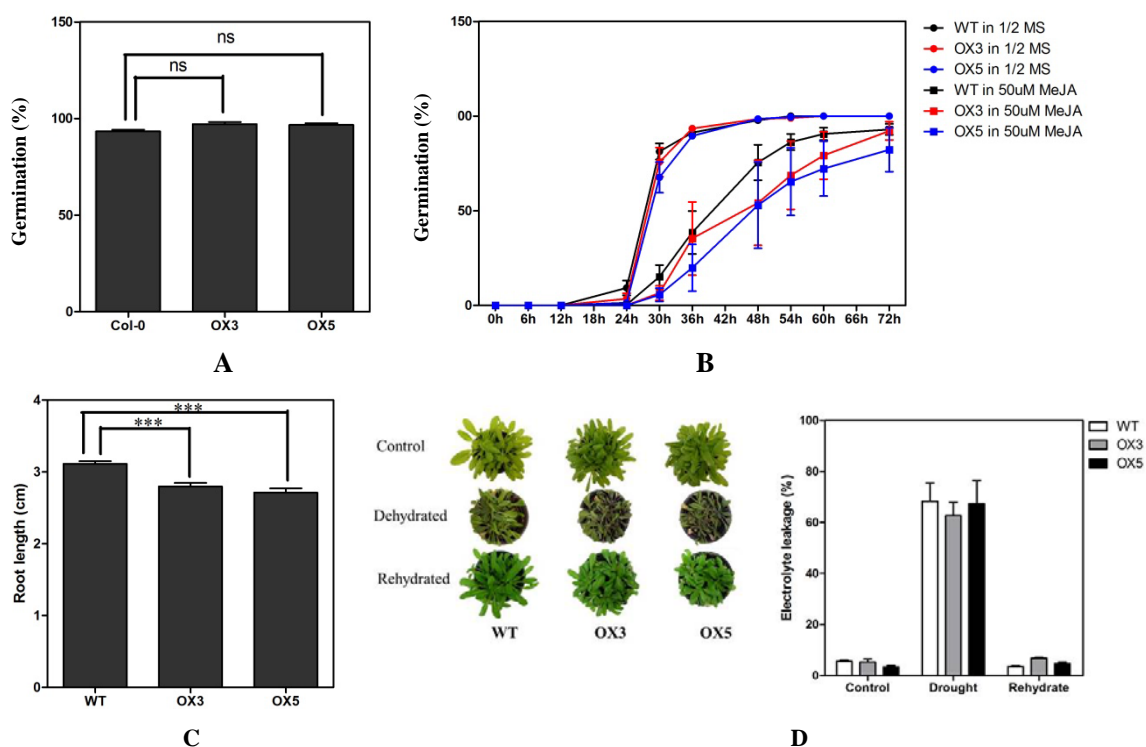 150
100
50
0
Germination (%)
ns
ns
Col-0 OX3 OX5
A
150
00
50
0
Germination (%)
0h 6h 12h 18h 24h 30h 36h 42h 48h 54h 60h 66h 72h
WT in 1/2 MS
OX3 in 1/2 MS
OX5 in 1/2 MS
WT in 50uM MeJA
OX3 in 50uM MeJA
OX5 in 50uM MeJA
B
4
3
2
1
0
Root length (cm)
***
***
WT OX3 OX5
C
Control
Dehydrated
Rehydrated
WT OX3 OX5
100
80
60
40
20
0
Electrolyte leakage (%)
Control Drought Rehydrate
WT
OX3
OX5
D